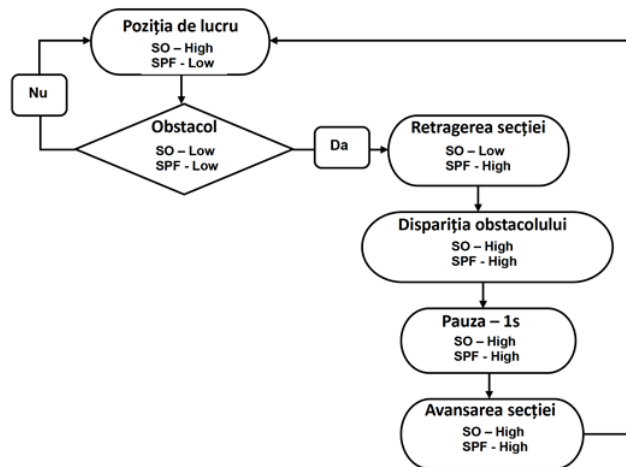 Poziția de lucru
SO – High
SPF - Low
Nu
Obstacol
SO – Low
SPF - Low
Da
Retragerea secției
SO – Low
SPF - High
Dispariția obstacolului
SO – High
SPF - High
Pauza – 1s
SO – High
SPF - High
Avansarea secției
SO – High
SPF - High